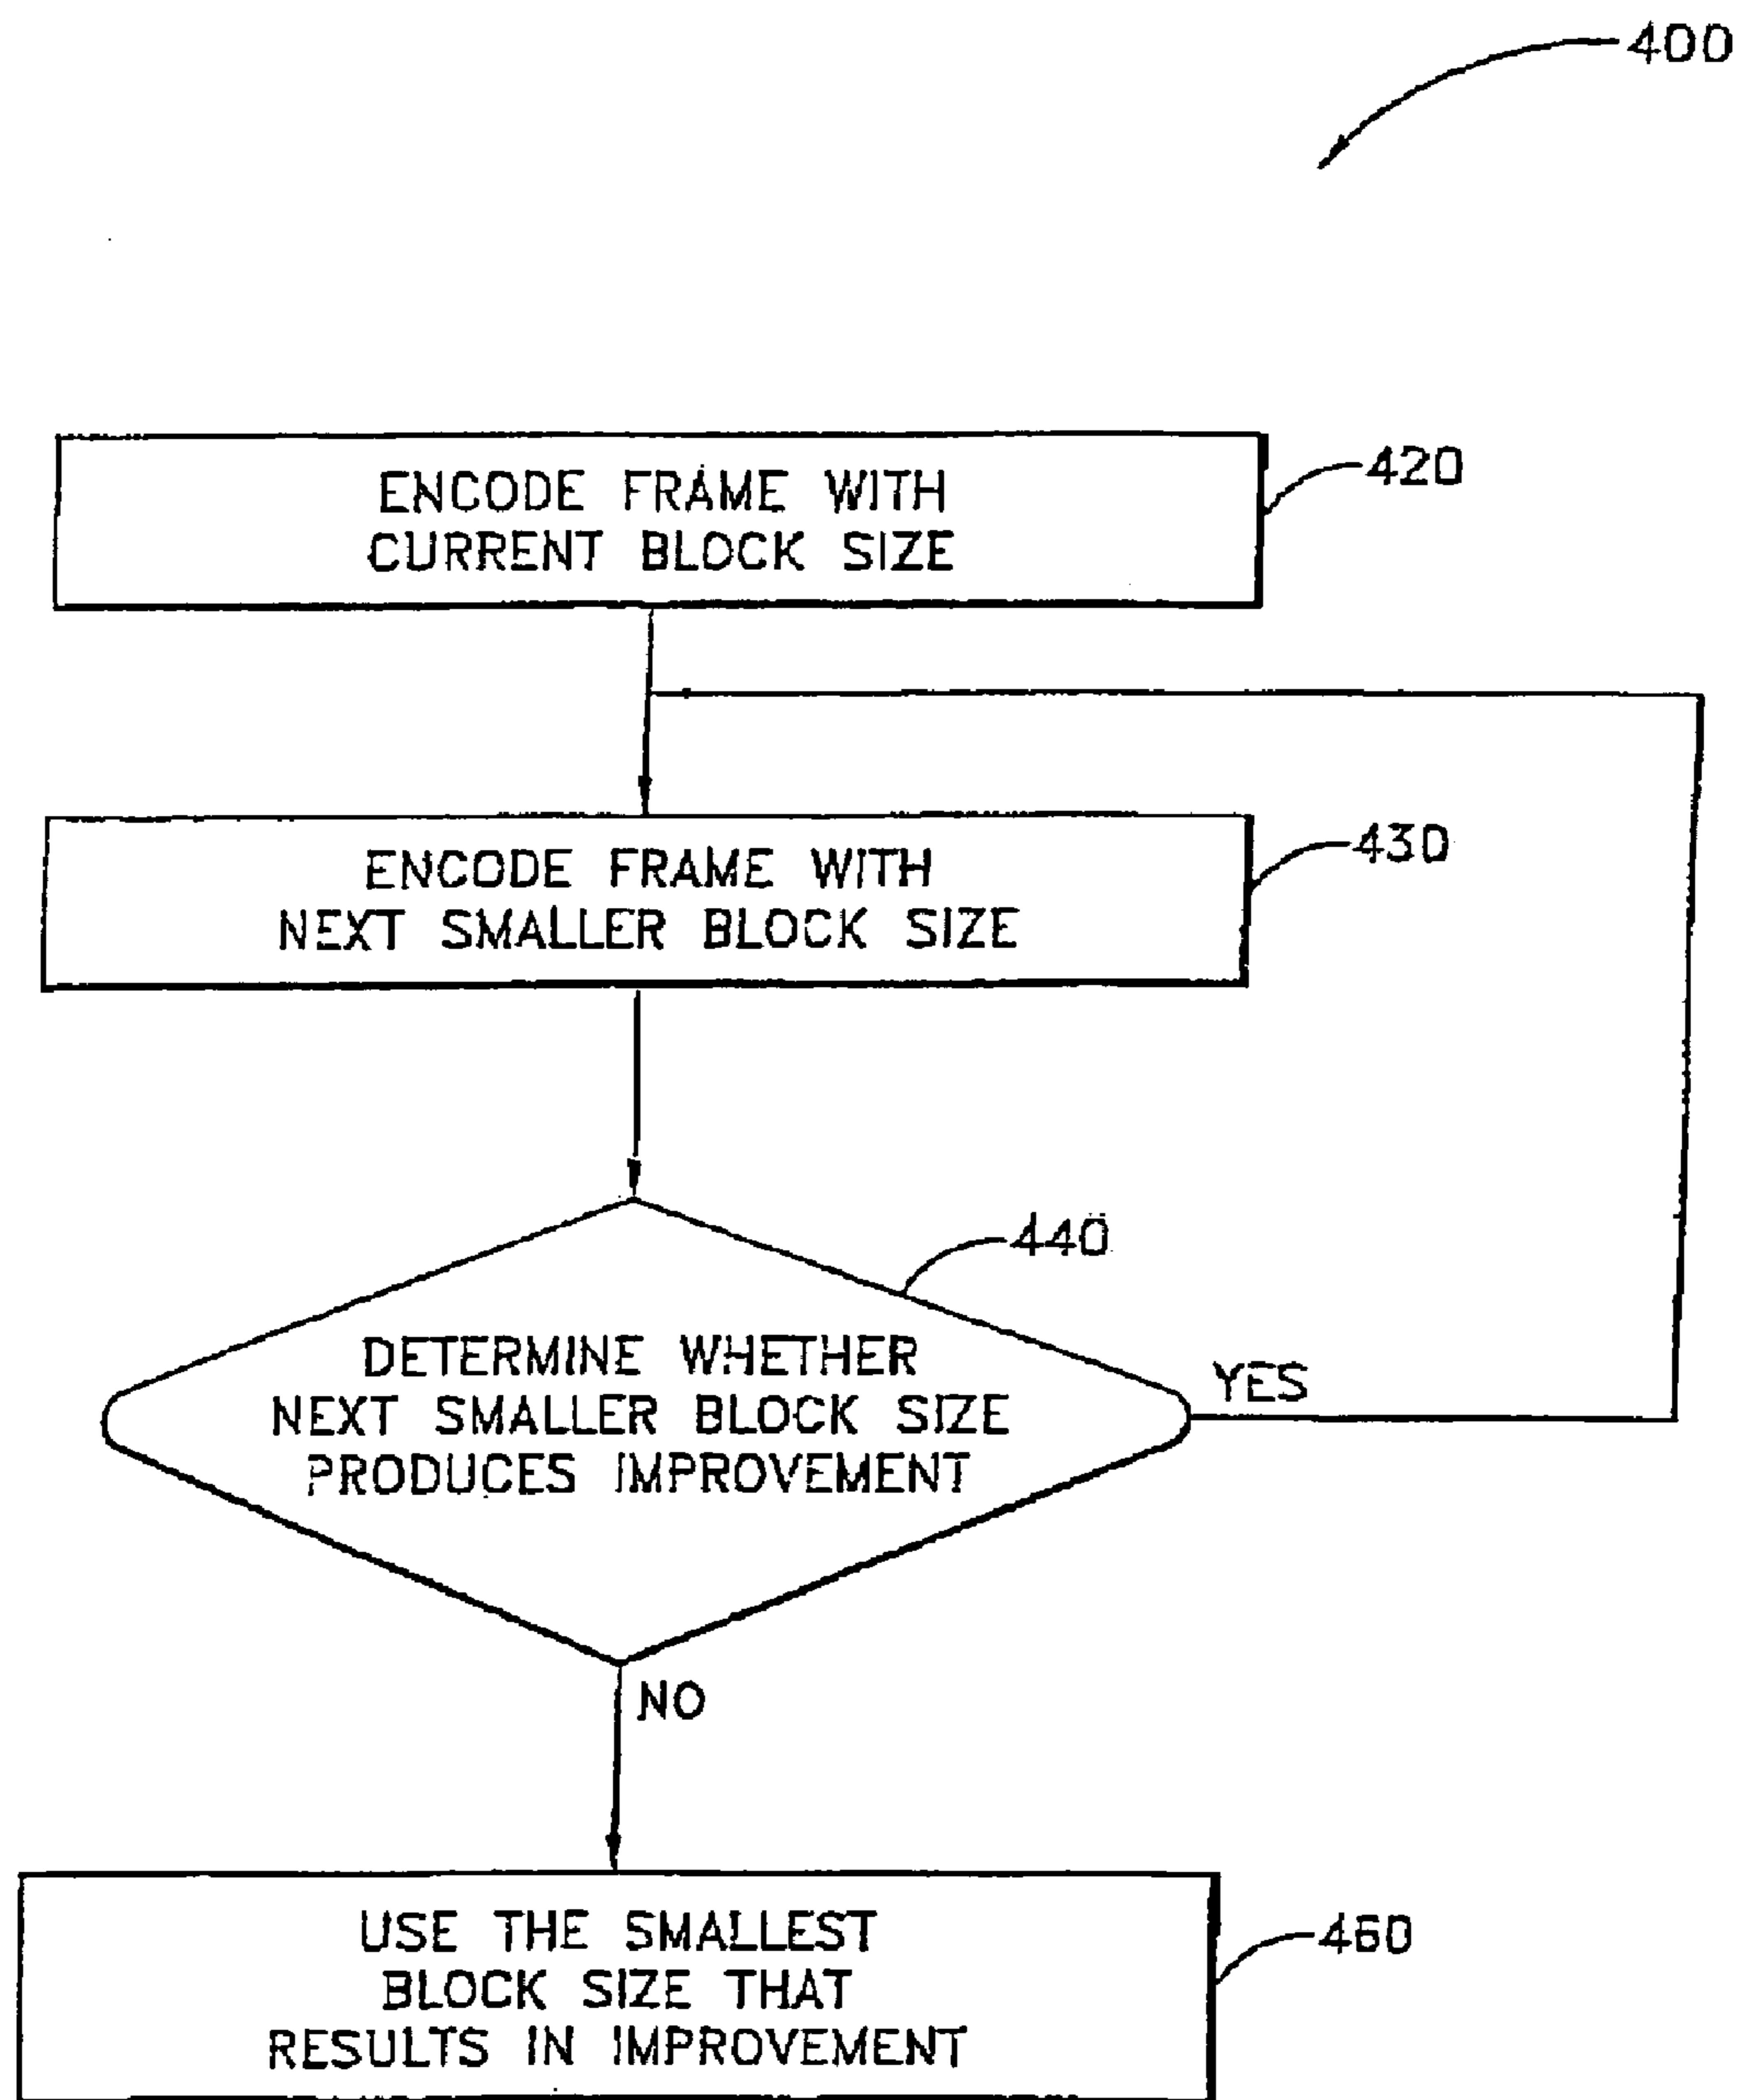 400
ENCODE FRAME WITH
CURRENT BLOCK SIZE
420
ENCODE FRAME WITH
NEXT SMALLER BLOCK SIZE
430
440
DETERMINE WHETHER
NEXT SMALLER BLOCK SIZE
PRODUCES IMPROVEMENT
YES
NO
USE THE SMALLEST
BLOCK SIZE THAT
RESULTS IN IMPROVEMENT
460